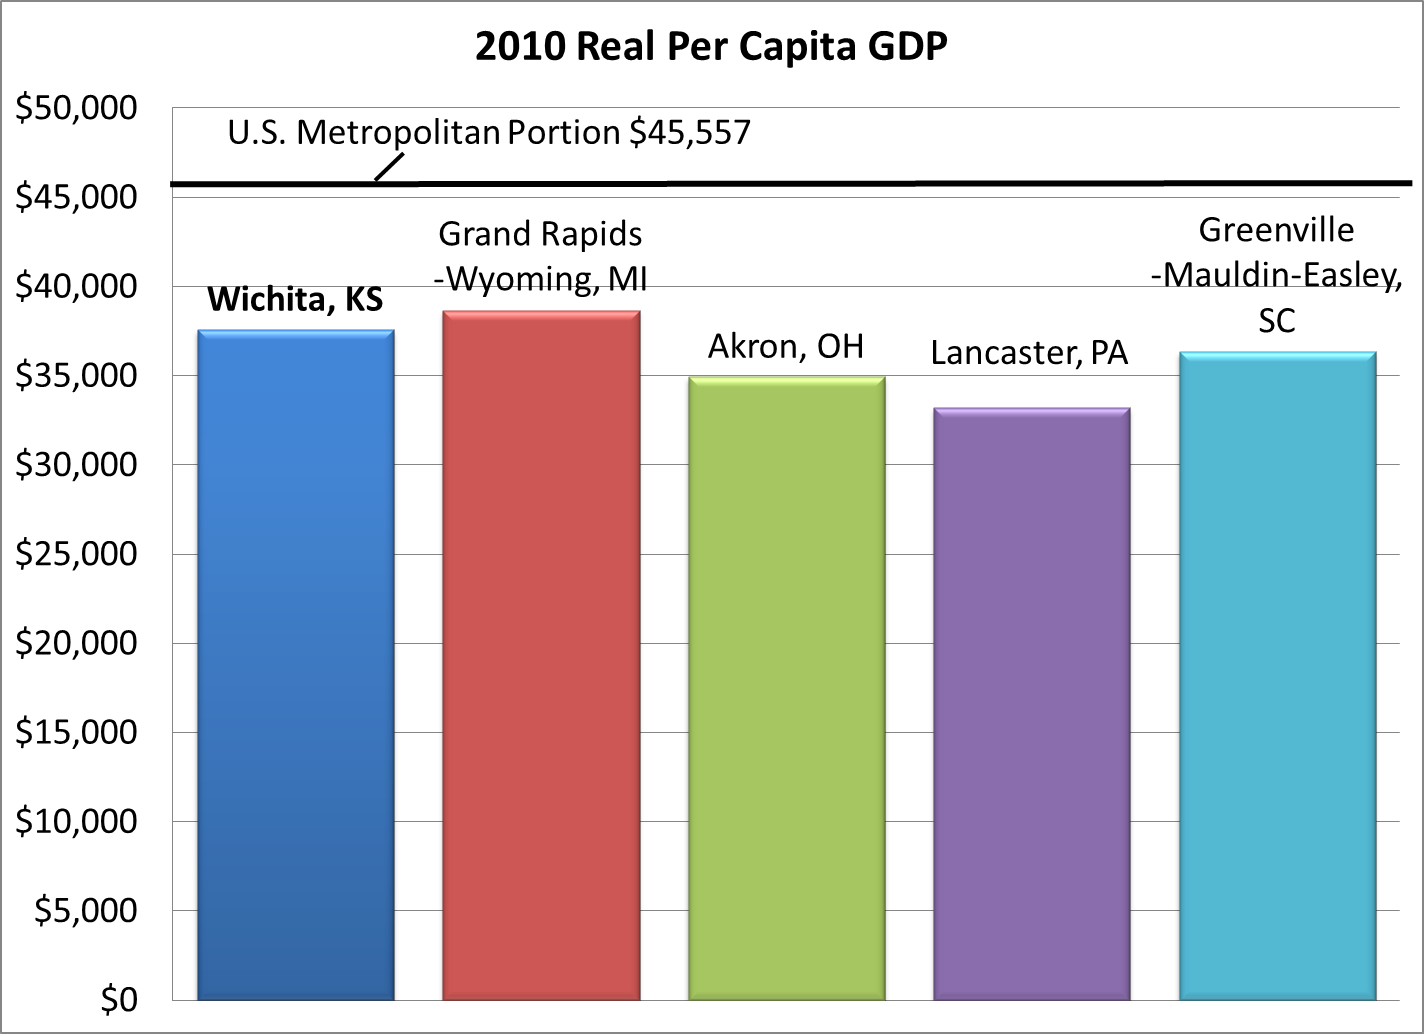 2010 Real Per Capita GDP
$50,000
U.S. Metropolitan Portion $45,557
$45,000
Grand Rapids
-Wyoming, MI
Greenville
-Mauldin-Easley,
SC
$40,000
Wichita, KS
Akron, OH
Lancaster, PA
$35,000
$30,000
$25,000
$20,000
$15,000
$10,000
$5,000
$0